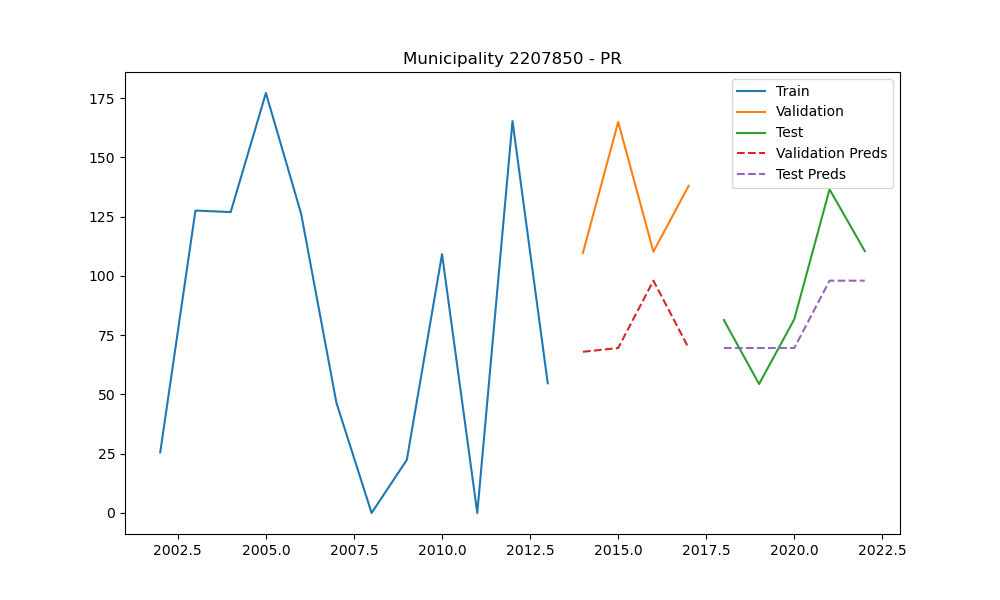 Municipality 2207850 - PR
Train
Validation
Test
Validation Preds
Test Preds
175
150
125
100
75
50
25
0
2002.5 2005.0 2007.5 2010.0 2012.5 2015.0 2017.5 2020.0 2022.5